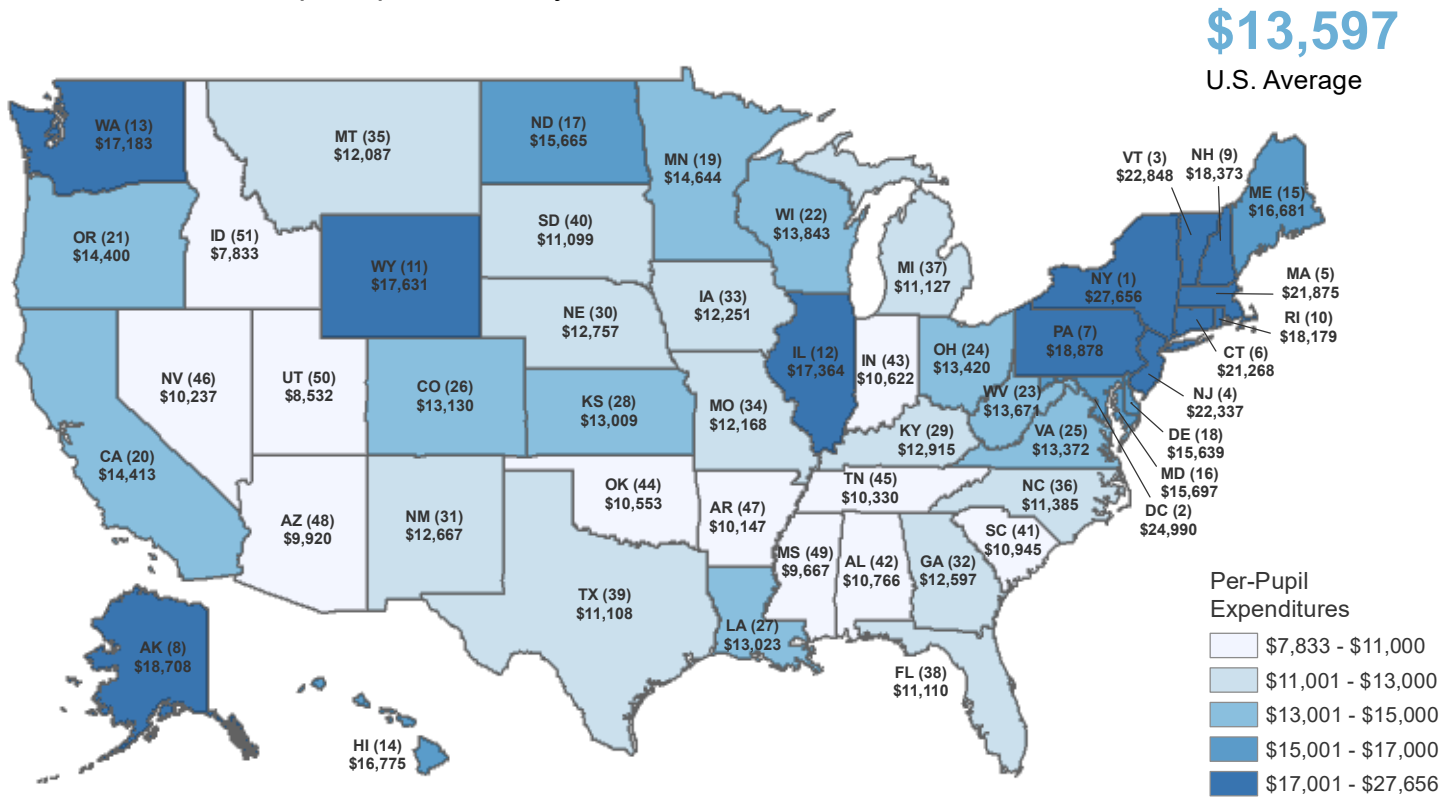 $13,597
U.S. Average
WA (13)
$17,183
MT (35)
$12,087
ND (17)
$15,665
MN (19)
$14,644
VT (3)
$22,848
NH (9)
$18,373
ME (15)
$16,681
OR (21)
$14,400
ID (51)
$7,833
WY (11)
$17,631
SD (40)
$11,099
WI (22)
$13,843
MI (37)
$11,127
NY (1)
$27,656
MA (5)
$21,875
RI (10)
$18,179
CT (6)
$21,268
NJ (4)
$22,337
DE (18)
$15,639
MD (16)
$15,697
DC (2)
$24,990
NE (30)
$12,757
IA (33)
$12,251
IL (12)
$17,364
IN (43)
$10,622
OH (24)
$13,420
PA (7)
$18,878
NV (46)
$10,237
UT (50)
$8,532
CO (26)
$13,130
KS (28)
$13,009
MO (34)
$12,168
KY (29)
$12,915
WV (23)
$13,671
VA (25)
$13,372
CA (20)
$14,413
AZ (48)
$9,920
NM (31)
$12,667
OK (44)
$10,553
AR (47)
$10,147
TN (45)
$10,330
NC (36)
$11,385
SC (41)
$10,945
MS (49)
$9,667
AL (42)
$10,766
GA (32)
$12,597
TX (39)
$11,108
LA (27)
$13,023
FL (38)
$11,110
AK (8)
$18,708
HI (14)
$16,775
Per-Pupil
Expenditures
$7,833 - $11,000
$11,001 - $13,000
$13,001 - $15,000
$15,001 - $17,000
$17,001 - $27,656